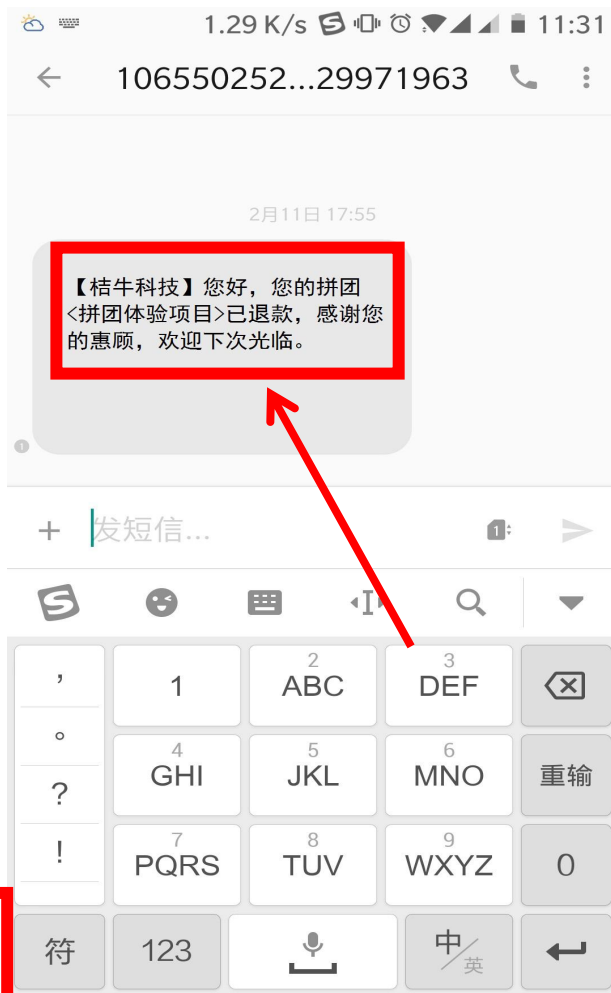 1.29 K/s 11:31
106550252...29971963
2月11日 17:55
【桔牛科技】您好，您的拼团
<拼团体验项目>已退款，感谢您
的惠顾，欢迎下次光临。
1
+ 发短信... 1
S
, 1 2 ABC 3 DEF
。 4 GHI 5 JKL 6 MNO 重输
?
! 7 PQRS 8 TUV 9 WXYZ 0
符 123 中/英